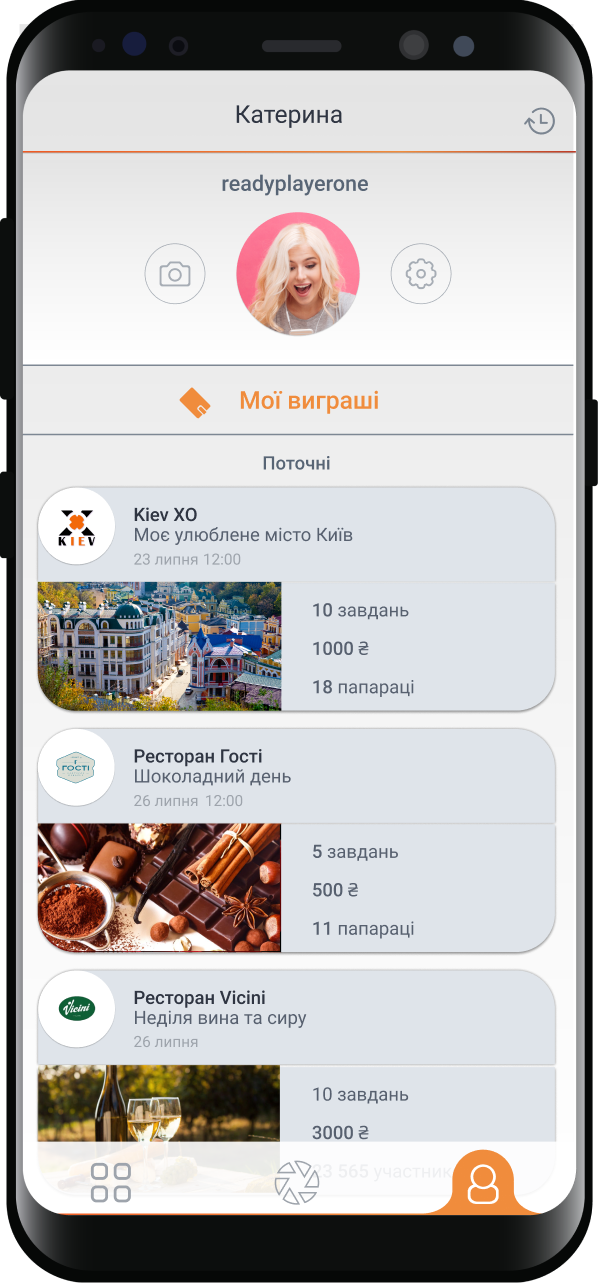 Катерина
readyplayerone
Мої виграші
Поточні
KIEV
Kiev XO
Моє улюблене місто Київ
23 липня 12:00
10 завдань
1000 ₴
18 папараці
ГОСТІ
Ресторан Гості
Шоколадний день
26 липня 12:00
5 завдань
500 ₴
11 папараці
Vicini
Ресторан Vicini
Неділя вина та сиру
26 липня
10 завдань
3000 ₴
565 участник